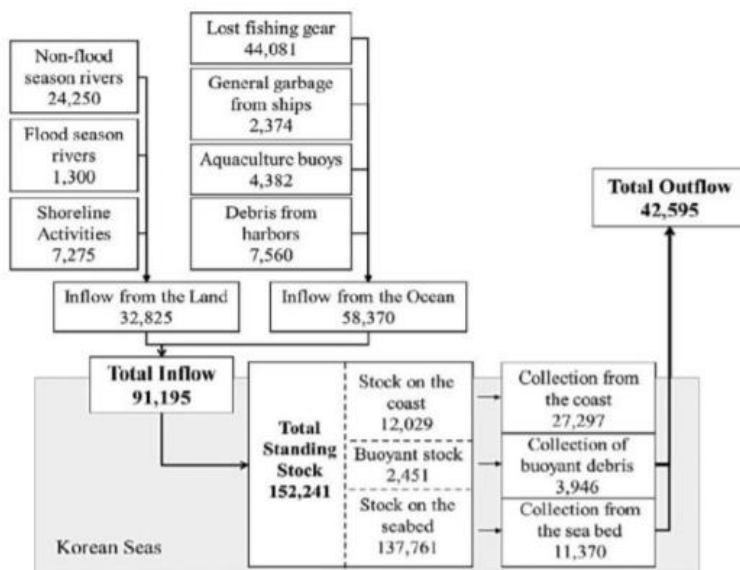 Non-flood
season rivers
24,250
Flood season
rivers
1,300
Shoreline
Activities
7,275
Lost fishing gear
44,081
General garbage
from ships
2,374
Aquaculture buoys
4,382
Debris from
harbors
7,560
Total Outflow
42,595
Inflow from the Land
32,825
Inflow from the Ocean
58,370
Total Inflow
91,195
Total
Standing
Stock
152,241
Stock on the
coast
12,029
Buoyant stock
2,451
Stock on the
seabed
137,761
Collection from
the coast
27,297
Collection of
buoyant debris
3,946
Collection from
the sea bed
11,370
Korean Seas